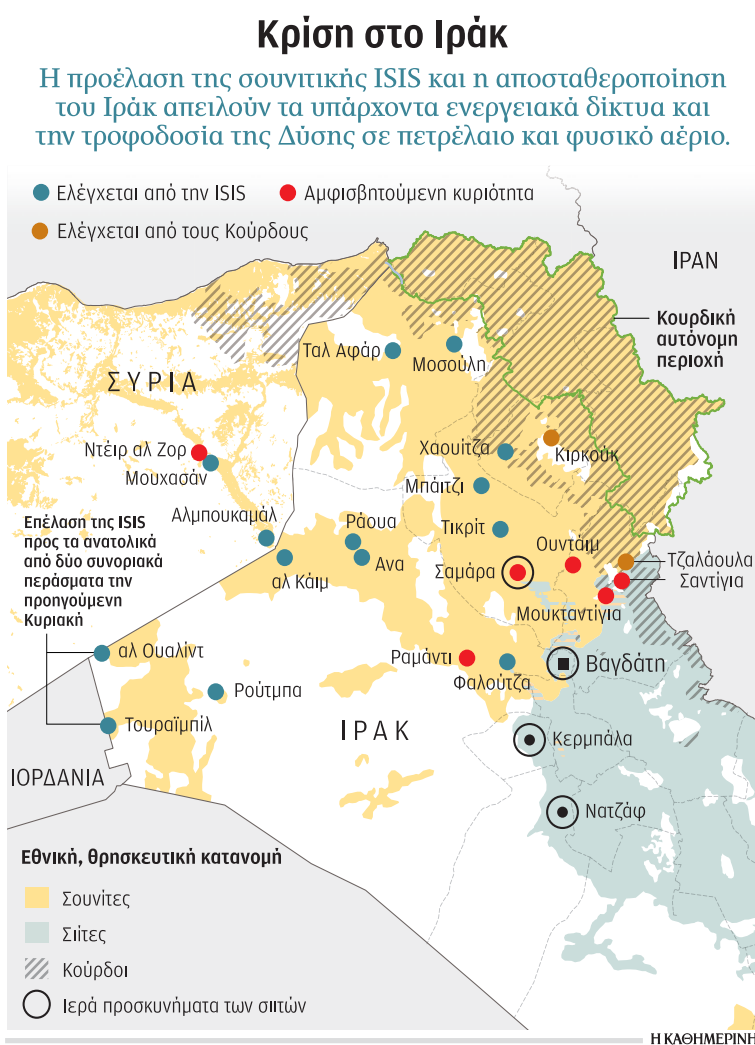 Κρίση στο Ιράκ
Η προέλαση της σουνιτικής ISIS και η αποσταθεροποίηση
του Ιράκ απειλούν τα υπάρχοντα ενεργειακά δίκτυα και
την τροφοδοσία της Δύσης σε πετρέλαιο και φυσικό αέριο.
Ελέγχεται από την ISIS
Αμφισβητούμενη κυριότητα
Ελέγχεται από τους Κούρδους
ΙΡΑΝ
Κουρδική
αυτόνομη
περιοχή
Ταλ Αφάρ
Μοσούλη
ΣΥΡΙΑ
Ντέιρ αλ Ζορ
Μουχασάν
Χαουίτζα
Κιρκούκ
Μπάιτζι
Αλμπουκαμάλ
Ράουα
Τικρίτ
Επέλαση της ISIS
προς τα ανατολικά
από δύο συνοριακά
περάσματα την
προηγούμενη
Κυριακή
Ουντάιμ
Ανα
αλ Κάιμ
Σαμάρα
Τζαλάουλα
Σαντίγια
Μουκταντίγια
αλ Ουαλίντ
Ραμάντι
Φαλούτζα
Βαγδάτη
Ρούτμπα
Τουραϊμπίλ
ΙΡΑΚ
Κερμπάλα
ΙΟΡΔΑΝΙΑ
Νατζάφ
Εθνική, θρησκευτική κατανομή
Σουνίτες
Σιίτες
Κούρδοι
Ιερά προσκυνήματα των σιιτών
Η ΚΑΘΗΜΕΡΙΝΗ